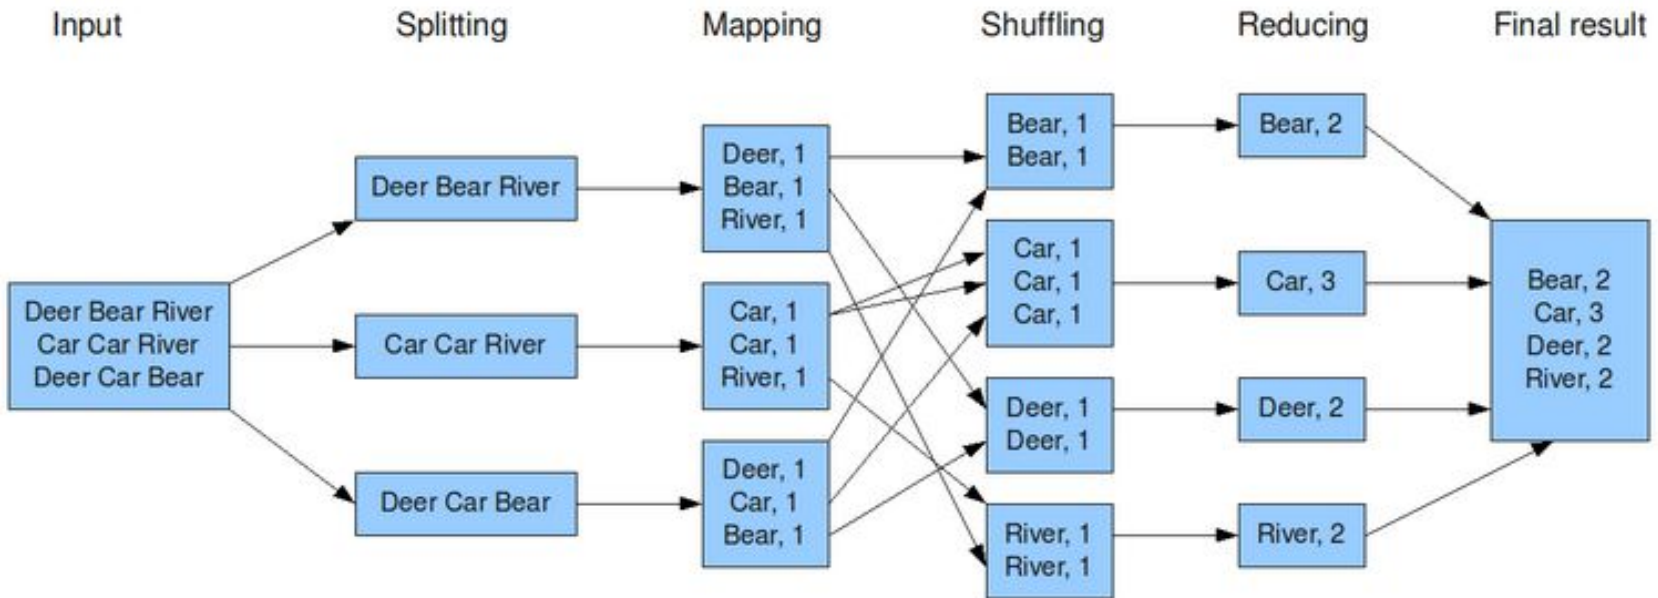 Input
Splitting
Mapping
Shuffling
Reducing
Final result
Deer Bear River
Car Car River
Deer Car Bear
Deer Bear River
Car Car River
Deer Car Bear
Deer, 1
Bear, 1
River, 1
Car, 1
Car, 1
River, 1
Deer, 1
Car, 1
Bear, 1
Bear, 1
Bear, 1
Car, 1
Car, 1
Car, 1
Deer, 1
Deer, 1
River, 1
River, 1
Bear, 2
Car, 3
Deer, 2
River, 2
Bear, 2
Car, 3
Deer, 2
River, 2